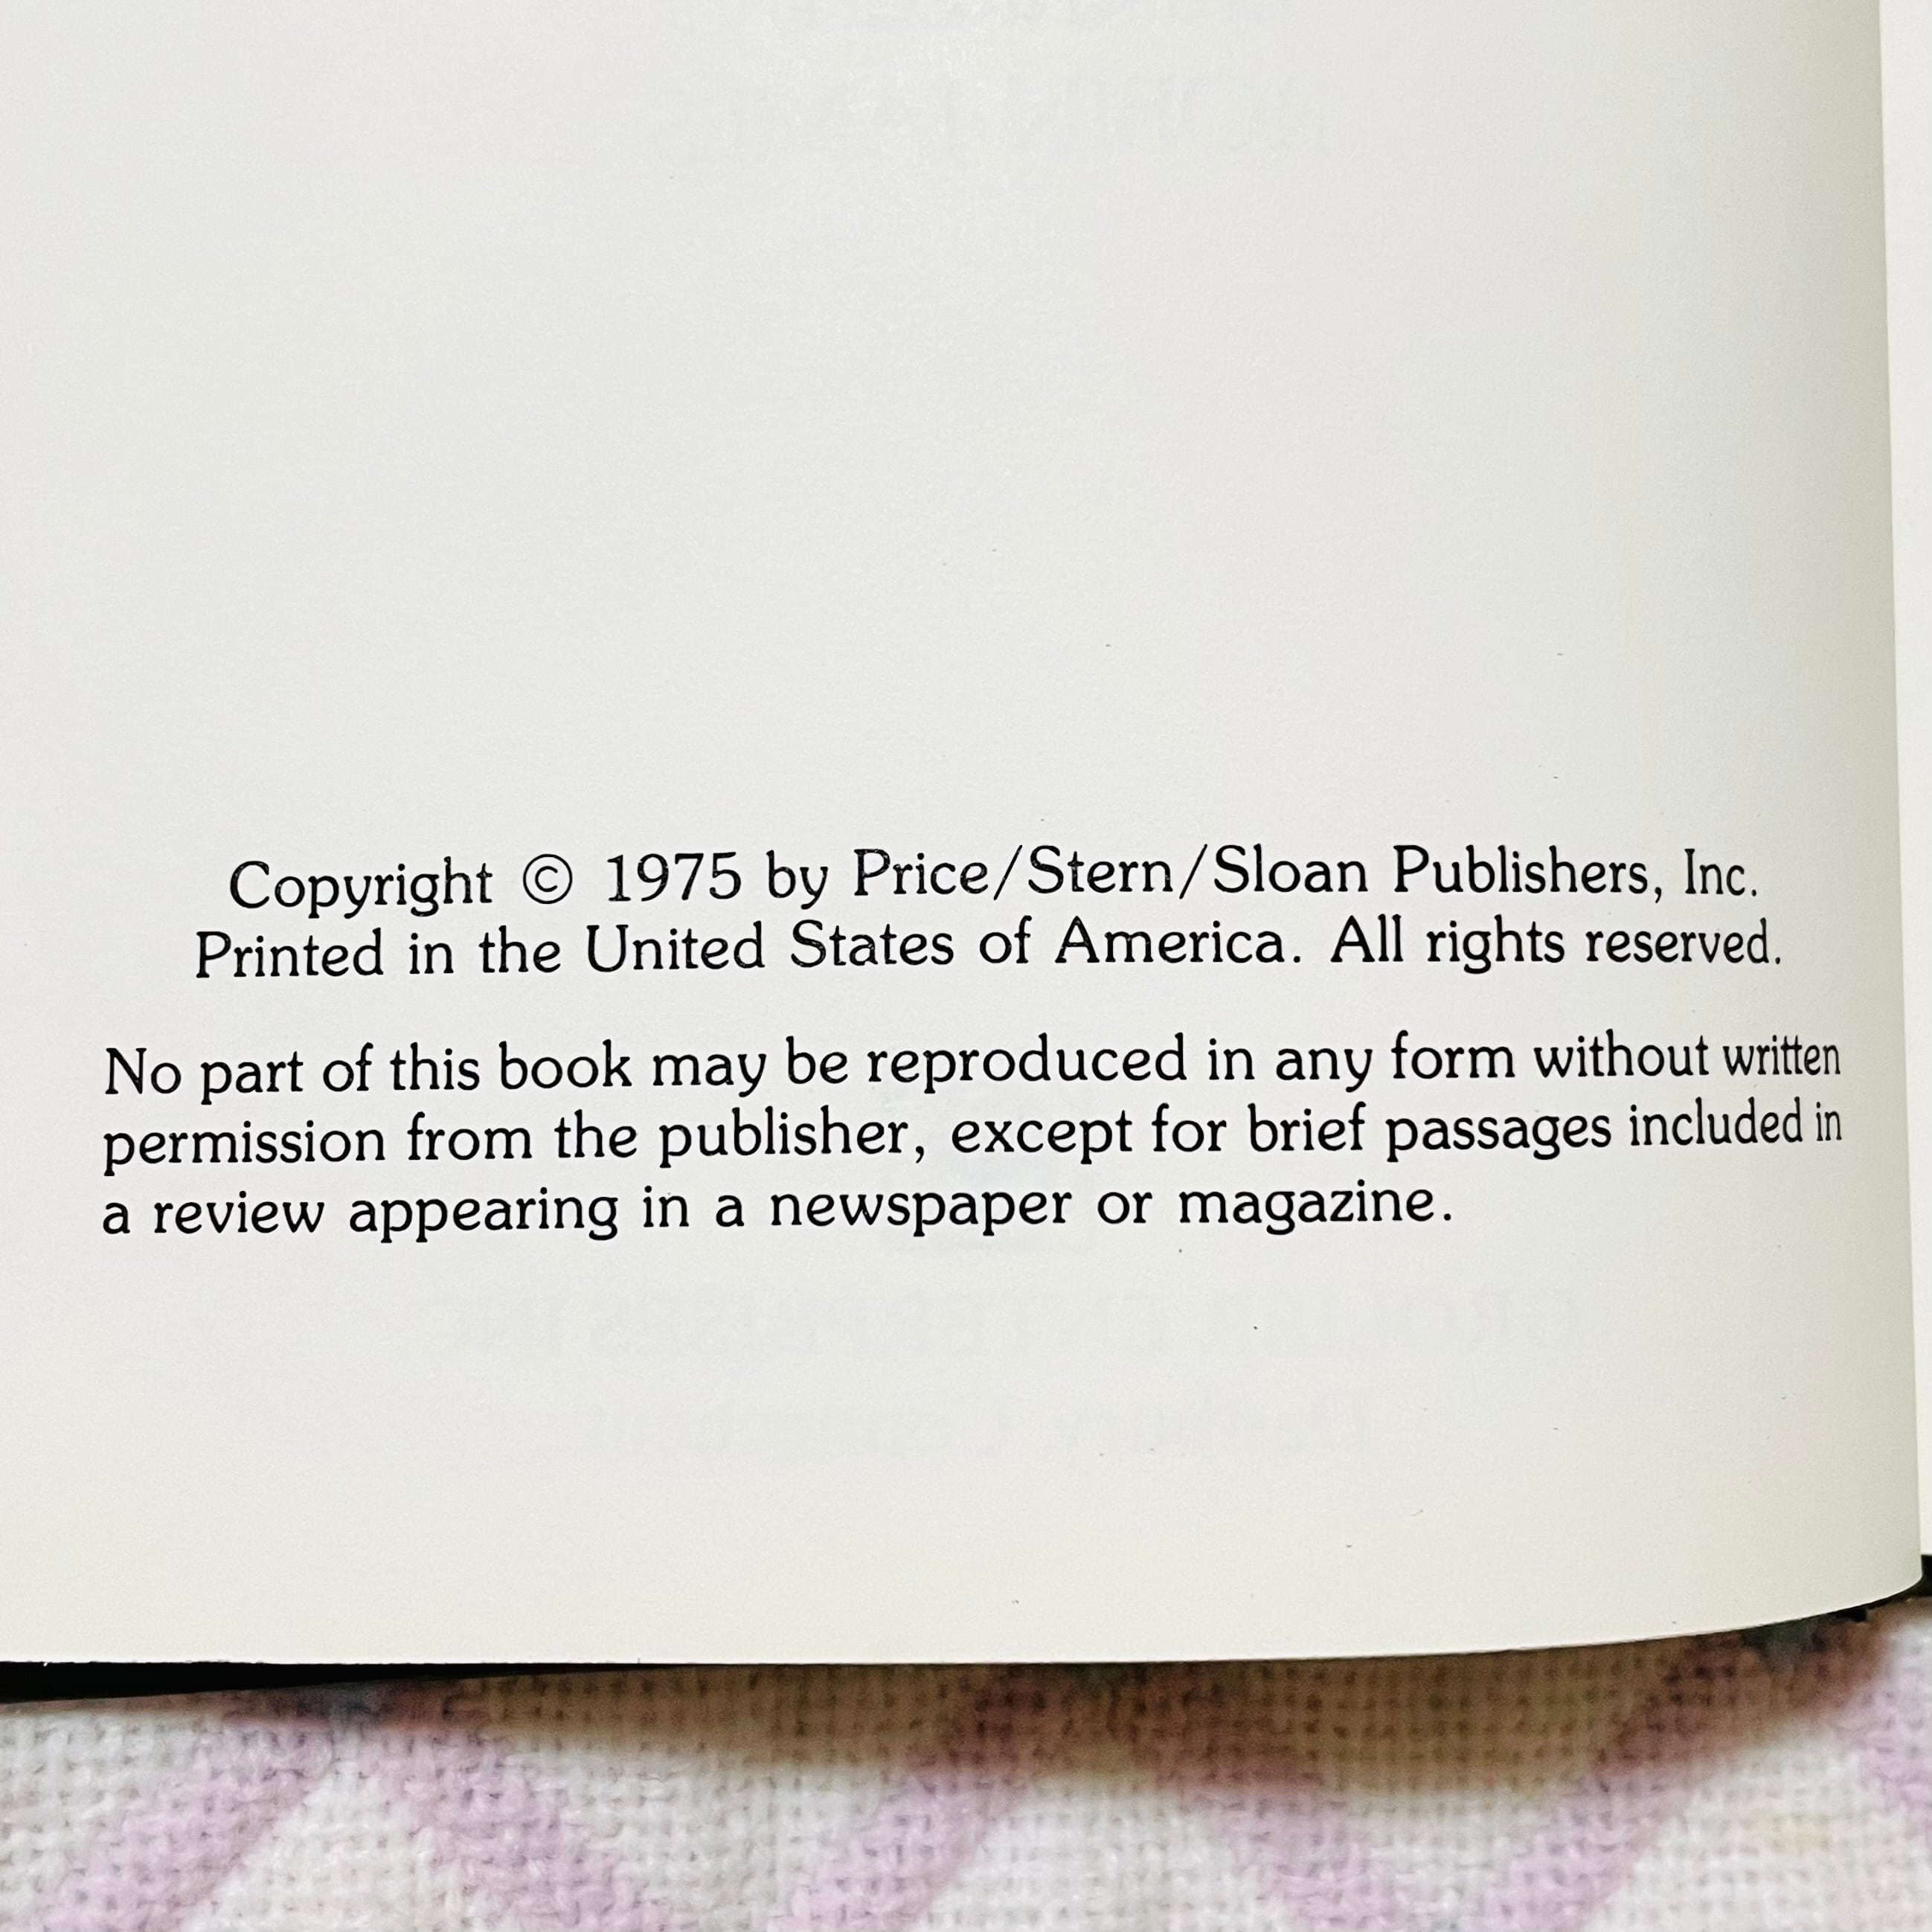 Copyright © 1975 by Price/Stern/Sloan Publishers, Inc.
Printed in the United States of America. All rights reserved.
No part of this book may be reproduced in any form without written
permission from the publisher, except for brief passages included in
a review appearing in a newspaper or magazine.